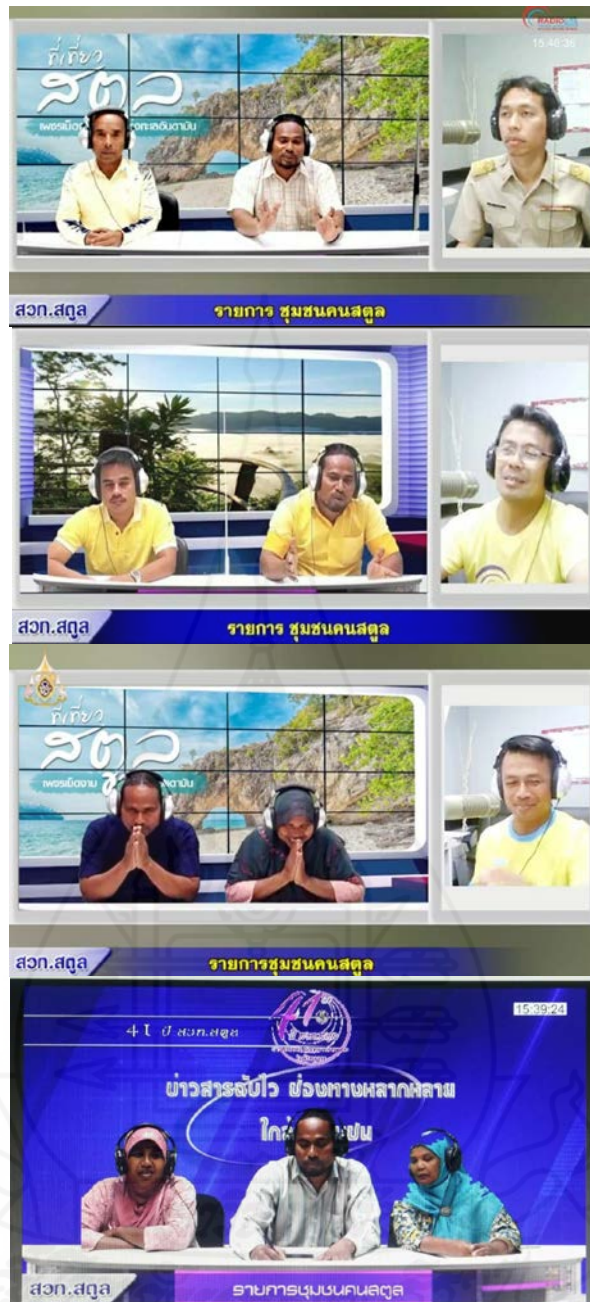 RADIO
15:48:36
ที่เที่ยว
สตูล
สวท.สตูล
รายการ ชุมชนคนสตูล
สวท.สตูล
รายการ ชุมชนคนสตูล
ที่เที่ยว
สตูล
สวท.สตูล
รายการชุมชนคนสตูล
15:39:24
41 ปี สวท.สตูล
41
ข่าวสารฉับไว ช่องทางหลากหลาย
สวท.สตูล
รายการชุมชนคนสตูล